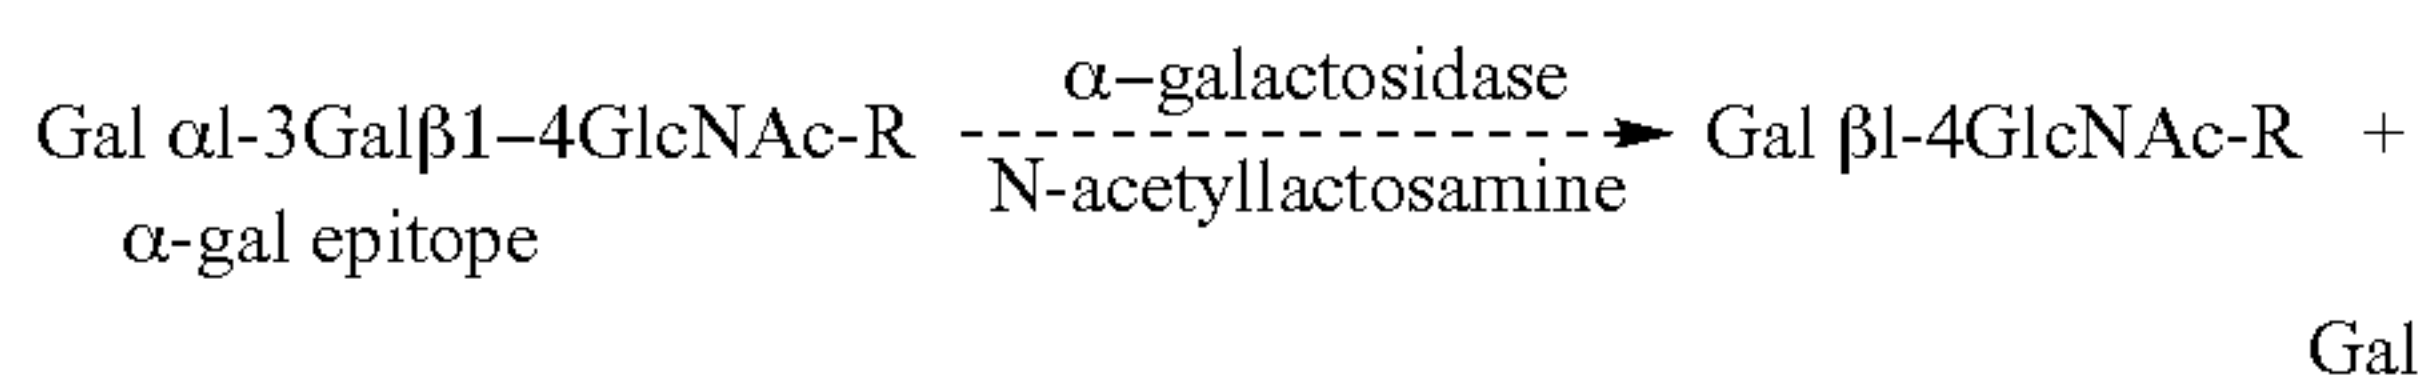 α–galactosidase
Gal αl-3Galβ1–4GlcNAc-R ---------------► Gal βl-4GlcNAc-R +
N-acetyllactosamine
α-gal epitope
Gal